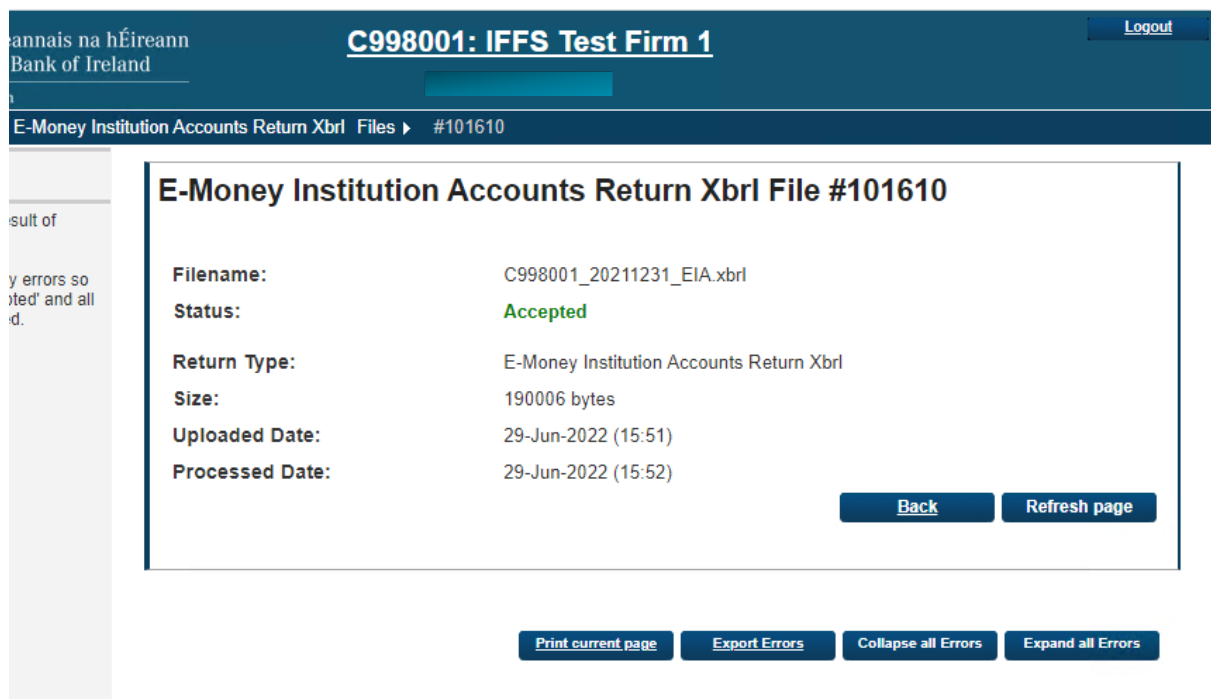 na hÉireann
Bank of Ireland
C998001: IFFS Test Firm 1
Logout
E-Money Institution Accounts Return Xbrl Files
#101610
of
errors so
and all
E-Money Institution Accounts Return Xbrl File #101610
Filename: C998001_20211231_EIA.xbrl
Status: Accepted
Return Type: E-Money Institution Accounts Return Xbrl
Size: 190006 bytes
Uploaded Date: 29-Jun-2022 (15:51)
Processed Date: 29-Jun-2022 (15:52)
Back
Refresh page
Print current page
Export Errors
Collapse all Errors
Expand all Errors